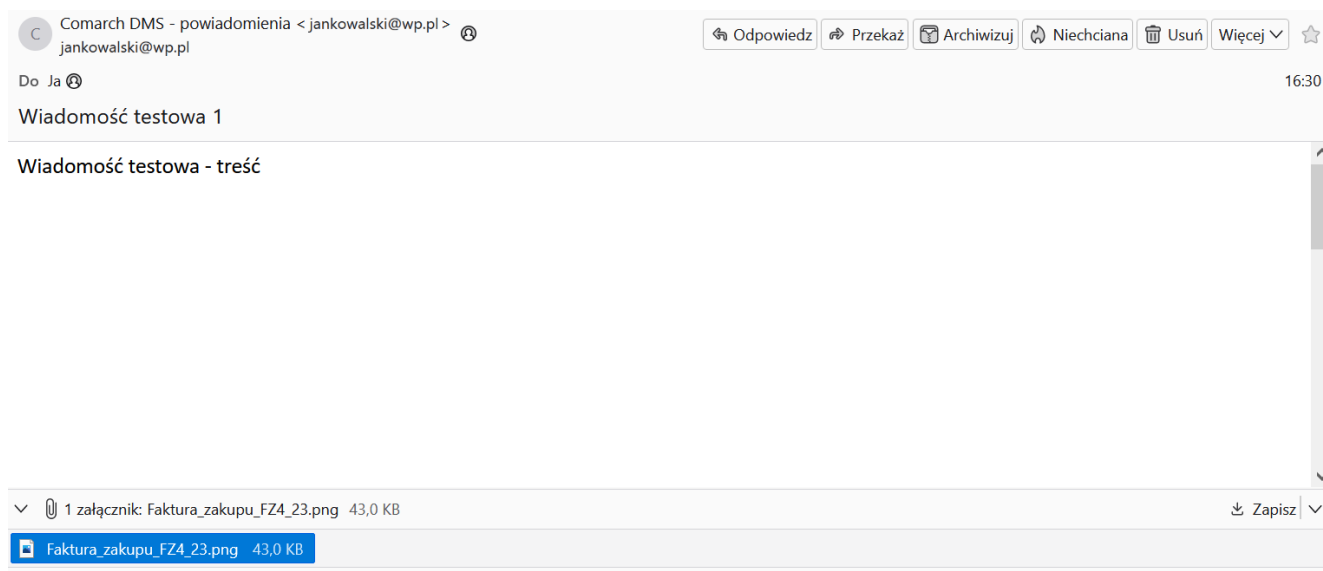 C
Comarch DMS - powiadomienia <jankowalski@wp.pl>
jankowalski@wp.pl
Odpowiedz Przekaż Archiwizuj Niechciana Usuń Więcej
Do Ja
16:30
Wiadomość testowa 1
Wiadomość testowa - treść
1 załącznik: Faktura_zakupu_FZ4_23.png 43,0 KB
Zapisz
Faktura_zakupu_FZ4_23.png 43,0 KB